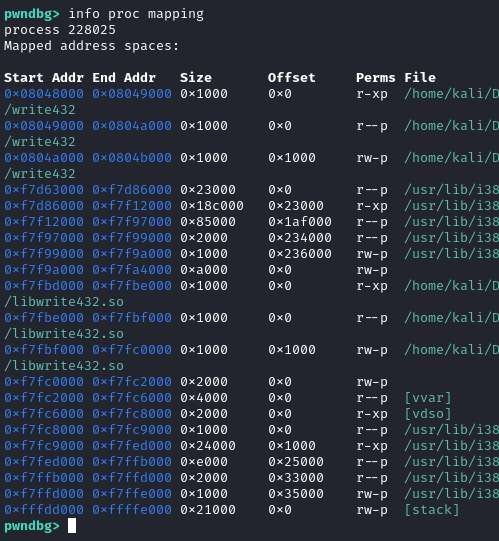 pwndbg> info proc mapping
process 228025
Mapped address spaces:
Start Addr End Addr Size Offset Perms File
0x08048000 0x08049000 0x1000 0x0 r-xp /home/kali/D
/write432
0x08049000 0x0804a000 0x1000 0x0 r--p /home/kali/D
/write432
0x0804a000 0x0804b000 0x1000 0x1000 rw-p /home/kali/D
/write432
0xf7d63000 0xf7d86000 0x23000 0x0 r--p /usr/lib/i38
0xf7d86000 0xf7f12000 0x18c000 0x23000 r-xp /usr/lib/i38
0xf7f12000 0xf7f97000 0x85000 0x1af000 r--p /usr/lib/i38
0xf7f97000 0xf7f99000 0x2000 0x234000 r--p /usr/lib/i38
0xf7f99000 0xf7f9a000 0x1000 0x236000 rw-p /usr/lib/i38
0xf7f9a000 0xf7fa4000 0xa000 0x0 rw-p
0xf7fbd000 0xf7fbe000 0x1000 0x0 r-xp /home/kali/D
/libwrite432.so
0xf7fbe000 0xf7fbf000 0x1000 0x0 r--p /home/kali/D
/libwrite432.so
0xf7fbf000 0xf7fc0000 0x1000 0x1000 rw-p /home/kali/D
/libwrite432.so
0xf7fc0000 0xf7fc2000 0x2000 0x0 rw-p
0xf7fc2000 0xf7fc6000 0x4000 0x0 r--p [vvar]
0xf7fc6000 0xf7fc8000 0x2000 0x0 r-xp [vdso]
0xf7fc8000 0xf7fc9000 0x1000 0x0 r--p /usr/lib/i38
0xf7fc9000 0xf7fed000 0x24000 0x1000 r-xp /usr/lib/i38
0xf7fed000 0xf7ffb000 0xe000 0x25000 r--p /usr/lib/i38
0xf7ffb000 0xf7ffd000 0x2000 0x33000 r--p /usr/lib/i38
0xf7ffd000 0xf7ffe000 0x1000 0x35000 rw-p /usr/lib/i38
0xfffdd000 0xffffe000 0x21000 0x0 rw-p [stack]
pwndbg>